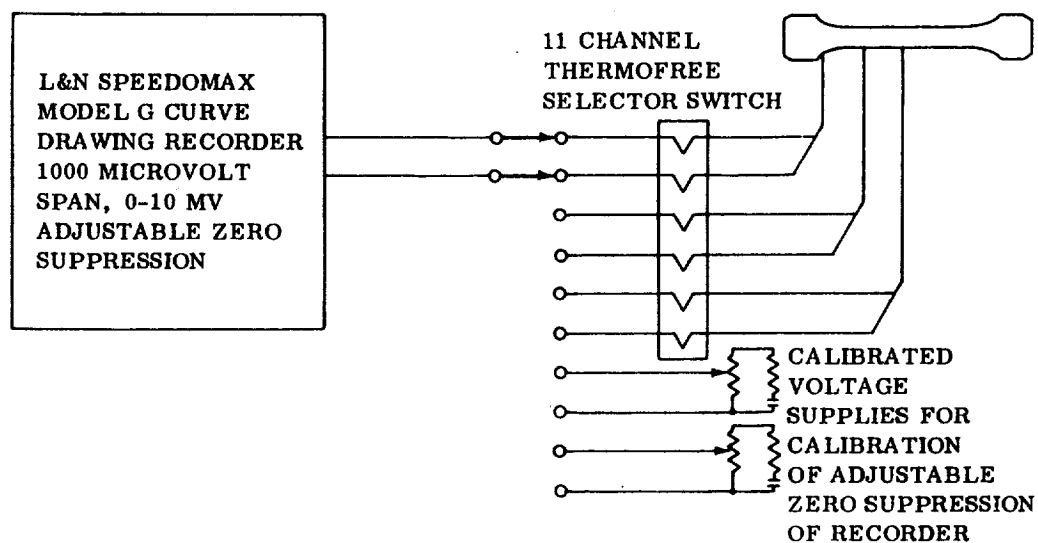 L&N SPEEDOMAX
MODEL G CURVE
DRAWING RECORDER
1000 MICROVOLT
SPAN, 0-10 MV
ADJUSTABLE ZERO
SUPPRESSION
11 CHANNEL
THERMOFREE
SELECTOR SWITCH
CALIBRATED
VOLTAGE
SUPPLIES FOR
CALIBRATION
OF ADJUSTABLE
ZERO SUPPRESSION
OF RECORDER